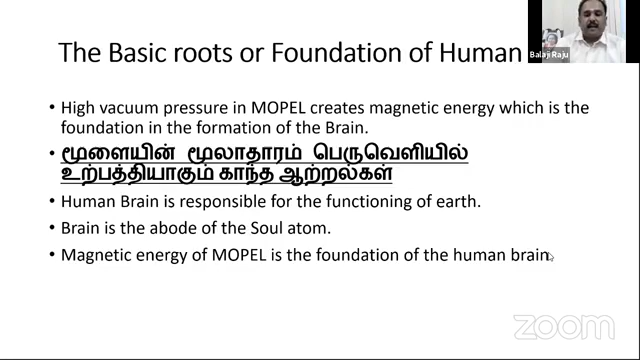 The Basic roots or Foundation of Human
Balaji Raju
• High vacuum pressure in MOPEL creates magnetic energy which is the
foundation in the formation of the Brain.
• மூளையின் மூலாதாரம் பெருவெளியில்
உற்பத்தியாகும் காந்த ஆற்றல்கள்
• Human Brain is responsible for the functioning of earth.
• Brain is the abode of the Soul atom.
• Magnetic energy of MOPEL is the foundation of the human brain.
zoom